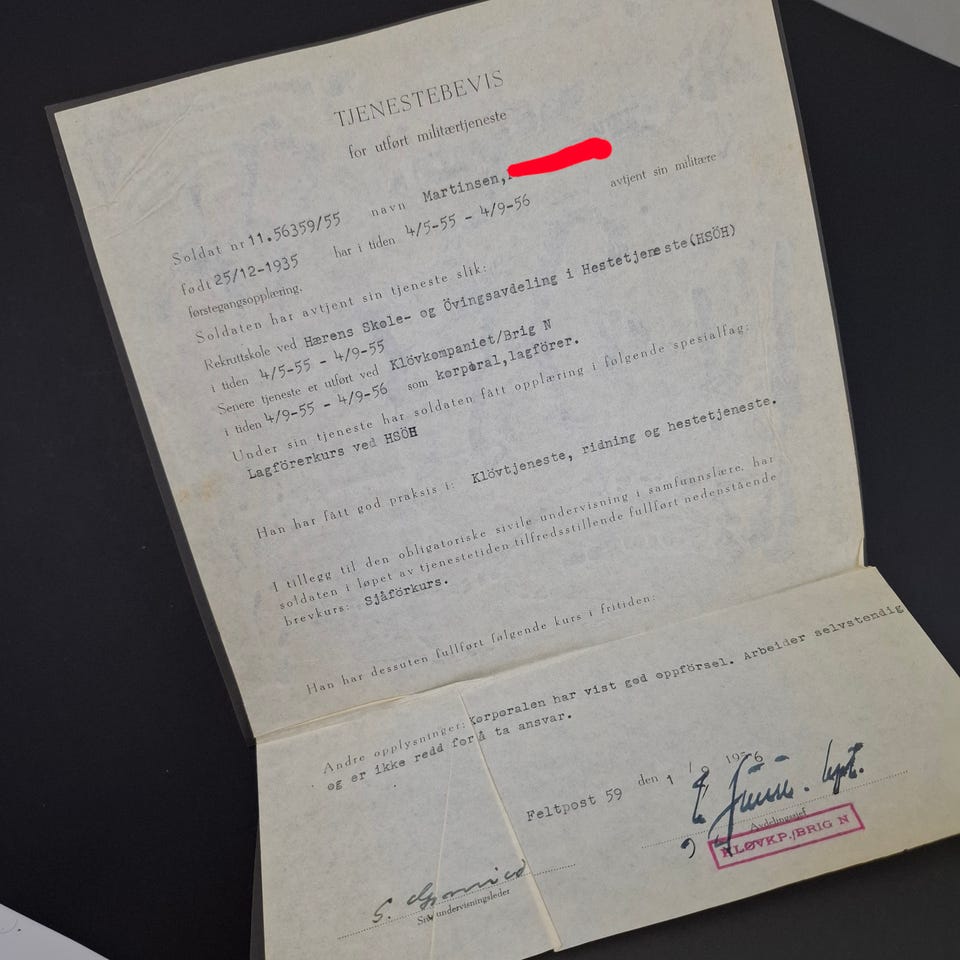 TJENESTEBEVIS
for utført militærtjeneste
Soldat nr 11.56359/55 navn Martinsen,
født 25/12-1935 har i tiden 4/5-55 - 4/9-56 avtjent sin militære
førstegangsopplæring.
Soldaten har avtjent sin tjeneste slik:
Rekruttskole ved Hærens Skole- og Övingsavdeling i Hestetjeneste(HSÖH)
i tiden 4/5-55 - 4/9-55
Senere tjeneste er utført ved Klövkompaniet/Brig N
i tiden 4/9-55 - 4/9-56 som korporal,lagförer.
Under sin tjeneste har soldaten fått opplæring i følgende spesialfag:
Lagförerkurs ved HSÖH
Han har fått god praksis i: Klövtjeneste, ridning og hestetjeneste.
I tillegg til den obligatoriske sivile undervisning i samfunnslære, har
soldaten i løpet av tjenestetiden tilfredsstillende fullført nedenstående
brevkurs: Sjåförkurs.
Han har dessuten fullført følgende kurs i fritiden:
Andre opplysninger: Korporalen har vist god oppförsel. Arbeider selvstendig
og er ikke redd for å ta ansvar.
Feltpost 59 den 1 / 9 1956
E. kpt.
Avdelingssjef
KLØVKP./BRIG N
S.
Siv. undervisningsleder